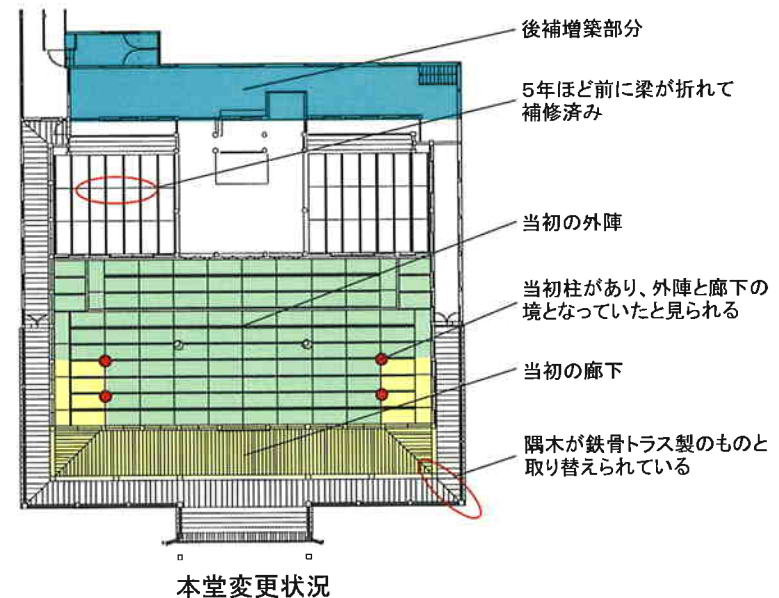 後補増築部分
５年ほど前に梁が折れて
補修済み
当初の外陣
当初柱があり、外陣と廊下の
境となっていたと見られる
当初の廊下
隅木が鉄骨トラス製のものと
取り替えられている
本堂変更状況